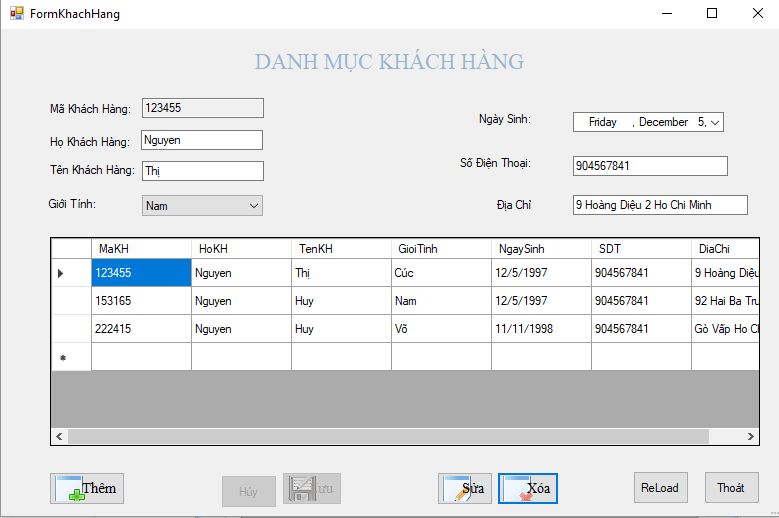 FormKhachHang
DANH MỤC KHÁCH HÀNG
Mã Khách Hàng: 123455
Họ Khách Hàng: Nguyen
Tên Khách Hàng: Thị
Giới Tính: Nam
Ngày Sinh: Friday , December 5,
Số Điện Thoại: 904567841
Địa Chỉ 9 Hoàng Diệu 2 Ho Chi Minh
MaKH HoKH TenKH GioiTinh NgaySinh SDT DiaChi
123455 Nguyen Thị Cúc 12/5/1997 904567841 9 Hoàng Diệu
153165 Nguyen Huy Nam 12/5/1997 904567841 92 Hai Ba Tru
222415 Nguyen Huy Võ 11/11/1998 904567841 Gò Vấp Ho Ch
Thêm Hủy Lưu Sửa Xóa ReLoad Thoát